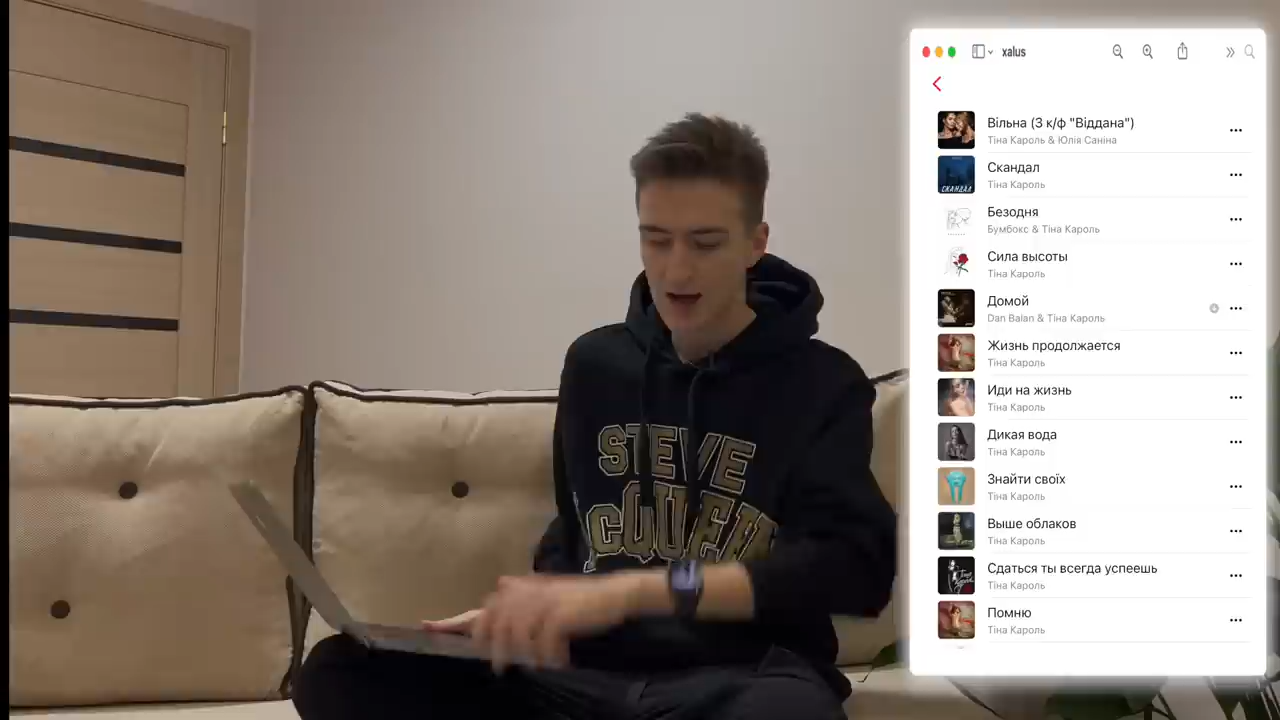 STEVE
MCQUEEN
xalus
Вільна (З к/ф "Віддана")
Тіна Кароль & Юлія Саніна
Скандал
Тіна Кароль
СКАНДАЛ
Безодня
Бумбокс & Тіна Кароль
Сила высоты
Тіна Кароль
Домой
Dan Balan & Тіна Кароль
Жизнь продолжается
Тіна Кароль
Иди на жизнь
Тіна Кароль
Дикая вода
Тіна Кароль
Знайти своїх
Тіна Кароль
Выше облаков
Тіна Кароль
Сдаться ты всегда успеешь
Тіна Кароль
Помню
Тіна Кароль